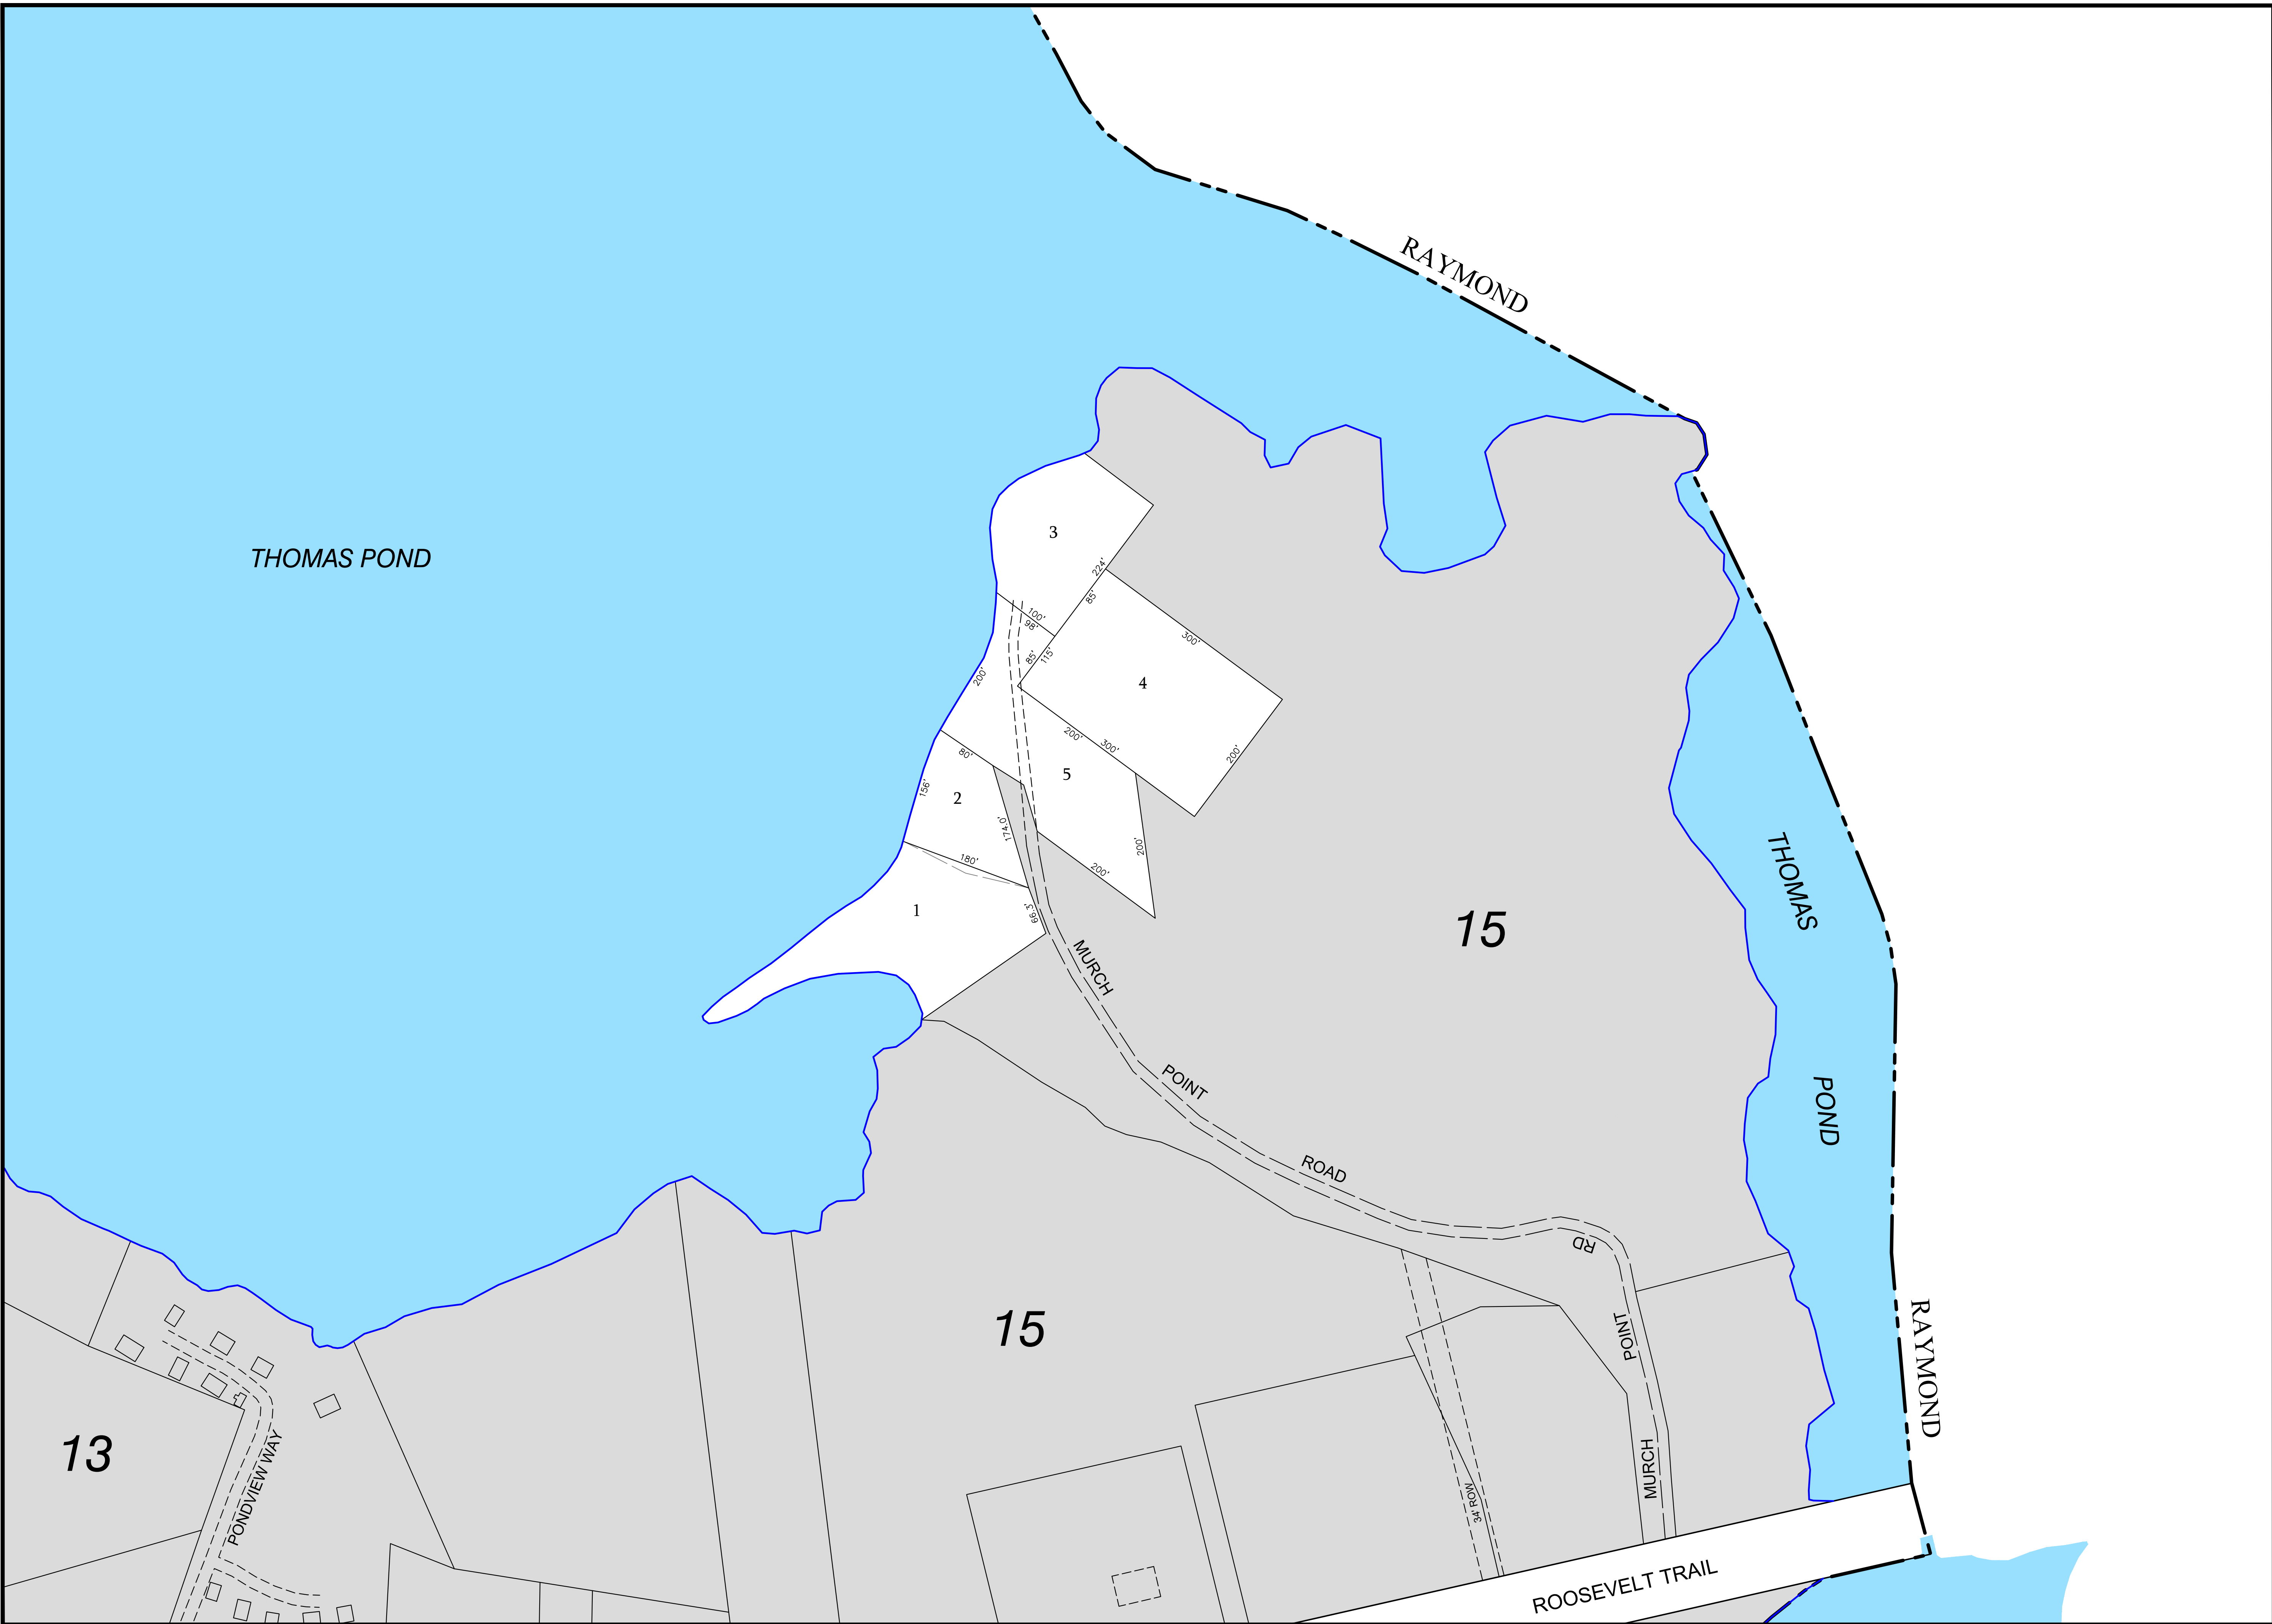 RAYMOND
THOMAS POND
3
224'
85'
100'
98'
85'
115'
300'
200'
4
200'
300'
200'
80'
5
156'
2
174.0'
200'
180'
200'
1
66.3'
THOMAS
15
MURCH
POINT
POND
ROAD
RD
15
POINT
RAYMOND
13
PONDVIEW WAY
MURCH
34' ROW
ROOSEVELT TRAIL